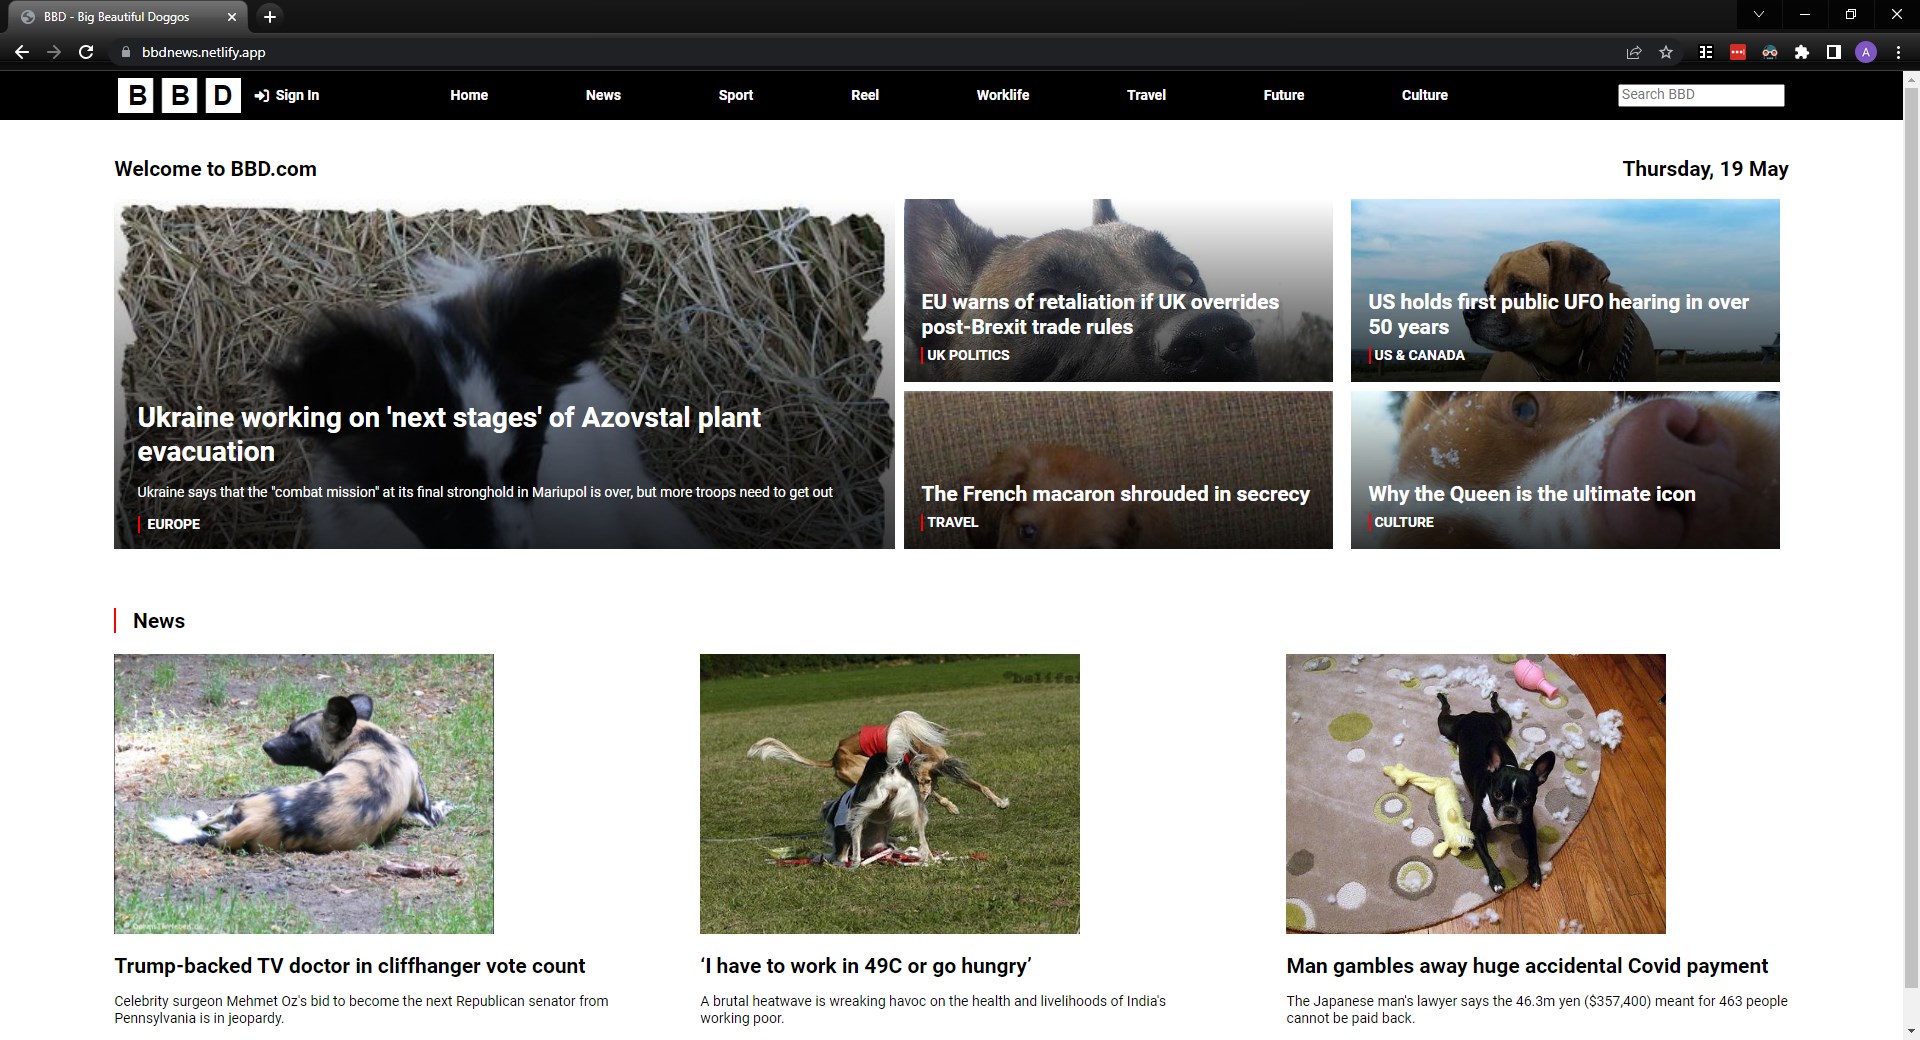 BBD - Big Beautiful Doggos
bbdnews.netlify.app
A
BBD
Sign In
Home
News
Sport
Reel
Worklife
Travel
Future
Culture
Search BBD
Welcome to BBD.com
Thursday, 19 May
Ukraine working on 'next stages' of Azovstal plant
evacuation
Ukraine says that the "combat mission" at its final stronghold in Mariupol is over, but more troops need to get out
EUROPE
EU warns of retaliation if UK overrides
post-Brexit trade rules
UK POLITICS
US holds first public UFO hearing in over
50 years
US & CANADA
The French macaron shrouded in secrecy
TRAVEL
Why the Queen is the ultimate icon
CULTURE
News
Trump-backed TV doctor in cliffhanger vote count
Celebrity surgeon Mehmet Oz's bid to become the next Republican senator from
Pennsylvania is in jeopardy.
‘I have to work in 49C or go hungry’
A brutal heatwave is wreaking havoc on the health and livelihoods of India's
working poor.
Man gambles away huge accidental Covid payment
The Japanese man's lawyer says the 46.3m yen ($357,400) meant for 463 people
cannot be paid back.